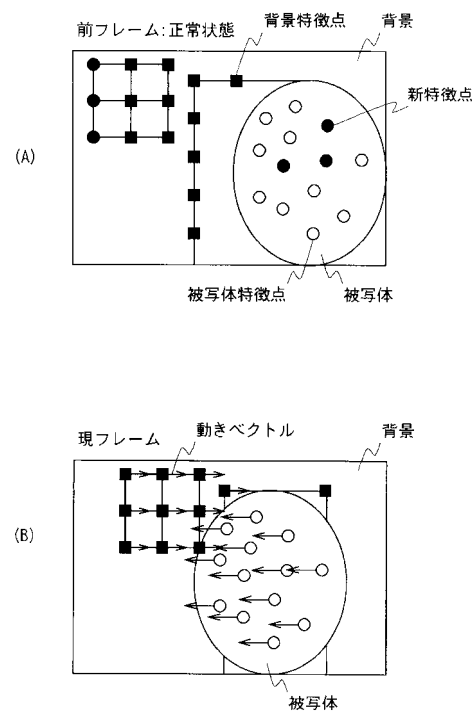 前フレーム:正常状態
背景特徴点
背景
新特徴点
(A)
被写体特徴点
被写体
現フレーム
動きベクトル
背景
(B)
被写体